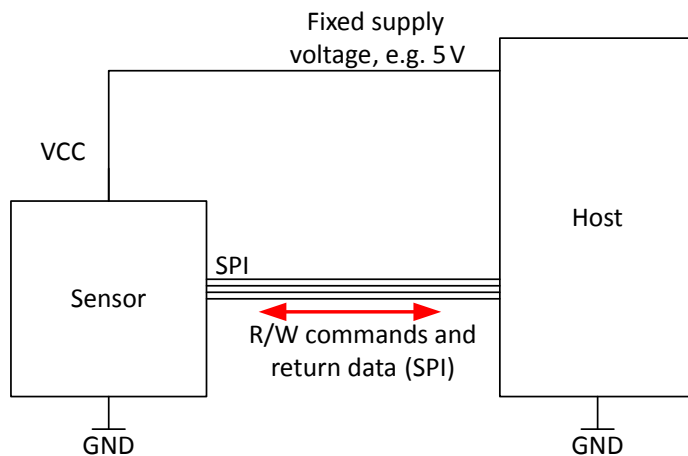 Fixed supply
voltage, e.g. 5 V
VCC
Host
SPI
Sensor
R/W commands and
return data (SPI)
GND
GND